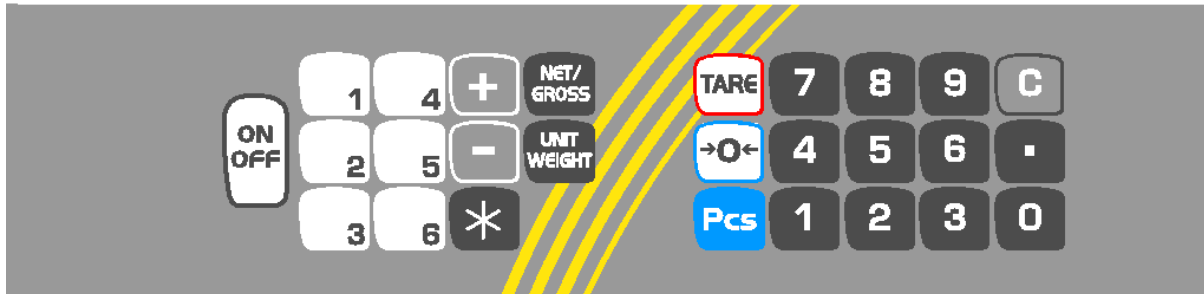 ON
OFF
1
4
+
NET/
GROSS
2
5
-
UNIT
WEIGHT
3
6
*
TARE
7
8
9
C
→0←
4
5
6
.
Pcs
1
2
3
0